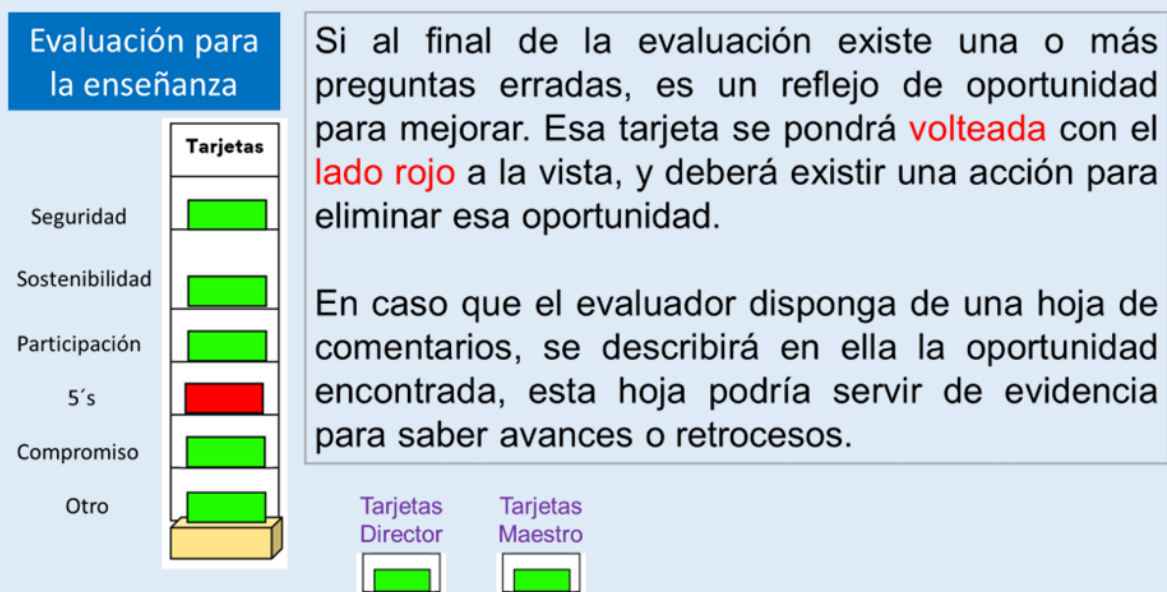 Evaluación para
la enseñanza
Tarjetas
Seguridad
Sostenibilidad
Participación
5´s
Compromiso
Otro
Si al final de la evaluación existe una o más
preguntas erradas, es un reflejo de oportunidad
para mejorar. Esa tarjeta se pondrá volteada con el
lado rojo a la vista, y deberá existir una acción para
eliminar esa oportunidad.
En caso que el evaluador disponga de una hoja de
comentarios, se describirá en ella la oportunidad
encontrada, esta hoja podría servir de evidencia
para saber avances o retrocesos.
Tarjetas
Director
Tarjetas
Maestro